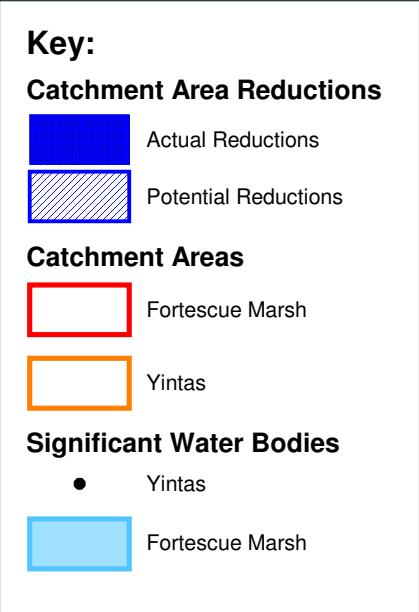 Key:
Catchment Area Reductions
Actual Reductions
Potential Reductions
Catchment Areas
Fortescue Marsh
Yintas
Significant Water Bodies
Yintas
Fortescue Marsh